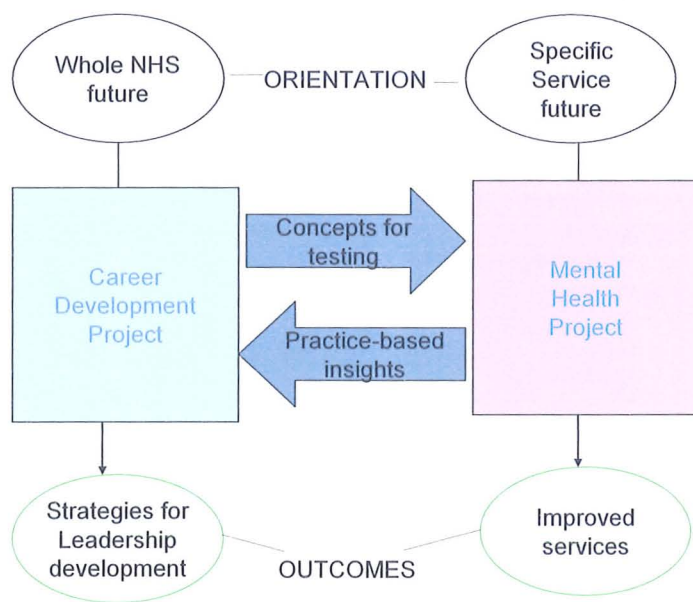 Whole NHS
future
ORIENTATION
Specific
Service
future
Career
Development
Project
Concepts for
testing
Practice-based
insights
Mental
Health
Project
Strategies for
Leadership
development
OUTCOMES
Improved
services